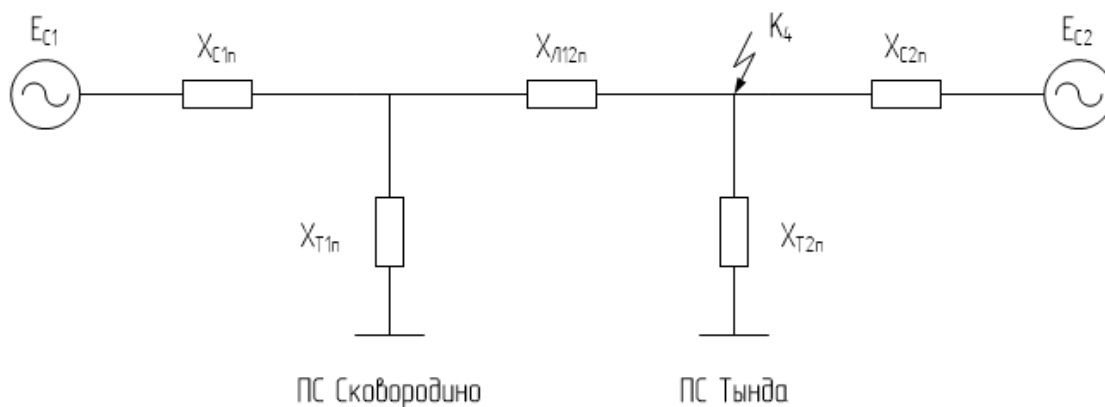 E_C1
X_C1п
X_Л12п
K_4
X_C2п
E_C2
X_T1п
X_T2п
ПС Сковородино
ПС Тында